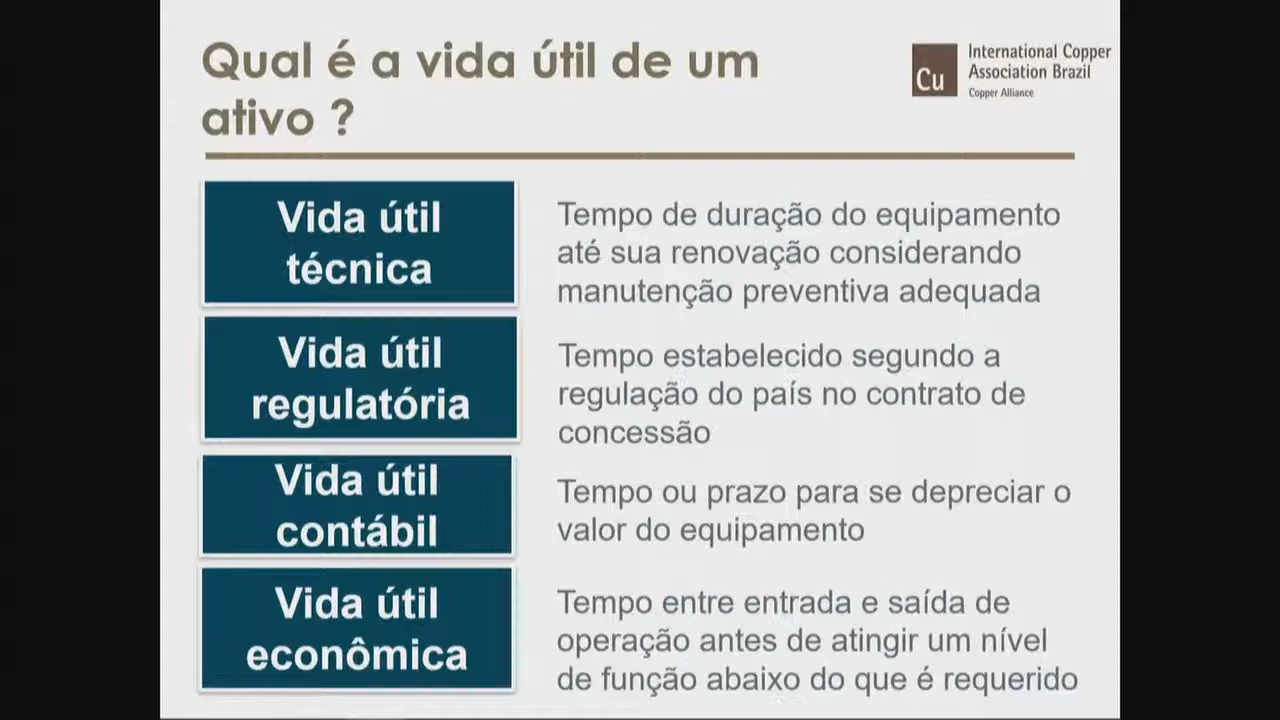 Qual é a vida útil de um
ativo ?
Cu
International Copper
Association Brazil
Copper Alliance
Vida útil
técnica
Tempo de duração do equipamento
até sua renovação considerando
manutenção preventiva adequada
Vida útil
regulatória
Tempo estabelecido segundo a
regulação do país no contrato de
concessão
Vida útil
contábil
Tempo ou prazo para se depreciar o
valor do equipamento
Vida útil
econômica
Tempo entre entrada e saída de
operação antes de atingir um nível
de função abaixo do que é requerido